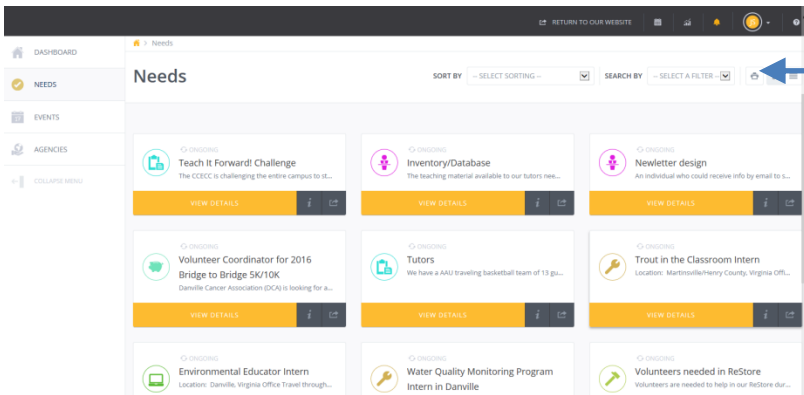 RETURN TO OUR WEBSITE
DASHBOARD
NEEDS
EVENTS
AGENCIES
COLLAPSE MENU
> Needs
Needs
SORT BY -- SELECT SORTING --
SEARCH BY -- SELECT A FILTER --
ONGOING
Teach It Forward! Challenge
The CCECC is challenging the entire campus to st...
VIEW DETAILS
i
ONGOING
Inventory/Database
The teaching material available to our tutors nee...
VIEW DETAILS
i
ONGOING
Newletter design
An individual who could receive info by email to s...
VIEW DETAILS
i
ONGOING
Volunteer Coordinator for 2016
Bridge to Bridge 5K/10K
Danville Cancer Association (DCA) is looking for a...
VIEW DETAILS
i
ONGOING
Tutors
We have a AAU traveling basketball team of 13 gu...
VIEW DETAILS
i
ONGOING
Trout in the Classroom Intern
Location: Martinsville/Henry County, Virginia Offi...
VIEW DETAILS
i
ONGOING
Environmental Educator Intern
Location: Danville, Virginia Office Travel through...
ONGOING
Water Quality Monitoring Program
Intern in Danville
ONGOING
Volunteers needed in ReStore
Volunteers are needed to help in our ReStore dur...